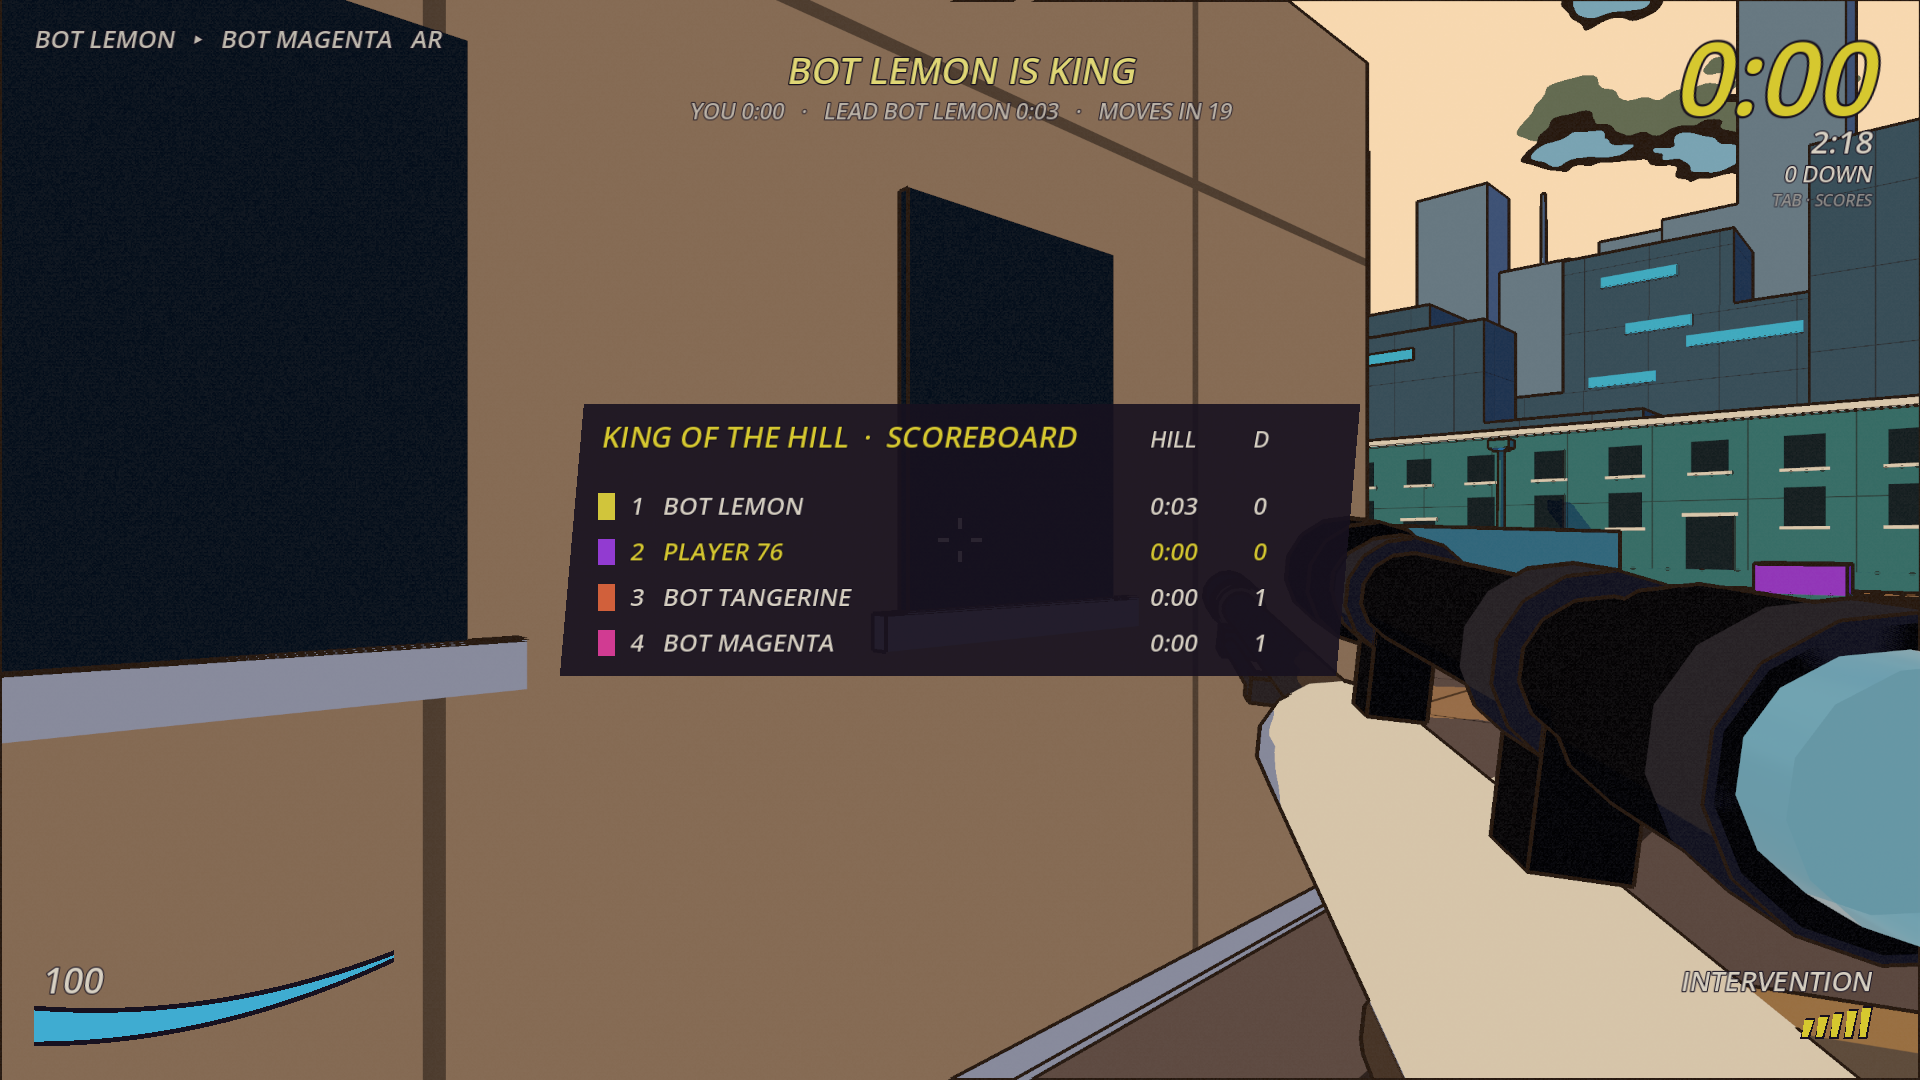 BOT LEMON ▸ BOT MAGENTA AR
BOT LEMON IS KING
YOU 0:00 · LEAD BOT LEMON 0:03 · MOVES IN 19
0:00
2:18
0 DOWN
TAB · SCORES
KING OF THE HILL · SCOREBOARD HILL D
1 BOT LEMON 0:03 0
2 PLAYER 76 0:00 0
3 BOT TANGERINE 0:00 1
4 BOT MAGENTA 0:00 1
100
INTERVENTION